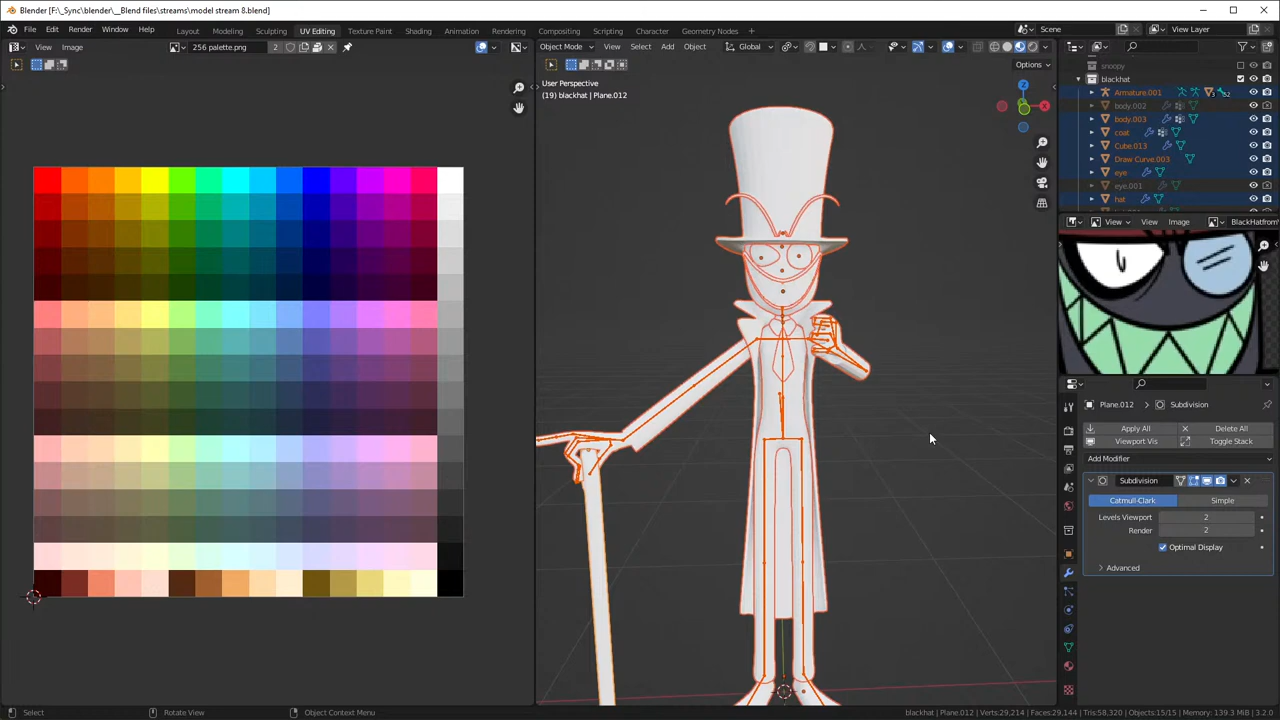 Blender [F:\_Sync\blender\__Blend files\streams\model stream 8.blend]
File Edit Render Window Help Layout Modeling Sculpting UV Editing Texture Paint Shading Animation Rendering Compositing Scripting Geometry Nodes + Scene View Layer
View Image 256 palette.png 2
Object Mode View Select Add Object Global
Options
User Perspective
(19) blackhat | Plane.012
Z
X
snoopy
blackhat
Armature.001
body.002
body.003
coat
Cube.013
Draw Curve.003
eye
eye.001
hat
View View Image BlackHatfrom
Plane.012 Subdivision
Apply All Delete All
Viewport Vis Toggle Stack
Add Modifier
Subdivision
Catmull-Clark Simple
Levels Viewport 2
Render 2
Optimal Display
Advanced
Select Rotate View Object Context Menu blackhat | Plane.012 | Verts:29,214 | Faces:29,144 | Tris:58,320 | Objects:15/15 | Memory: 139.3 MiB | 3.2.0